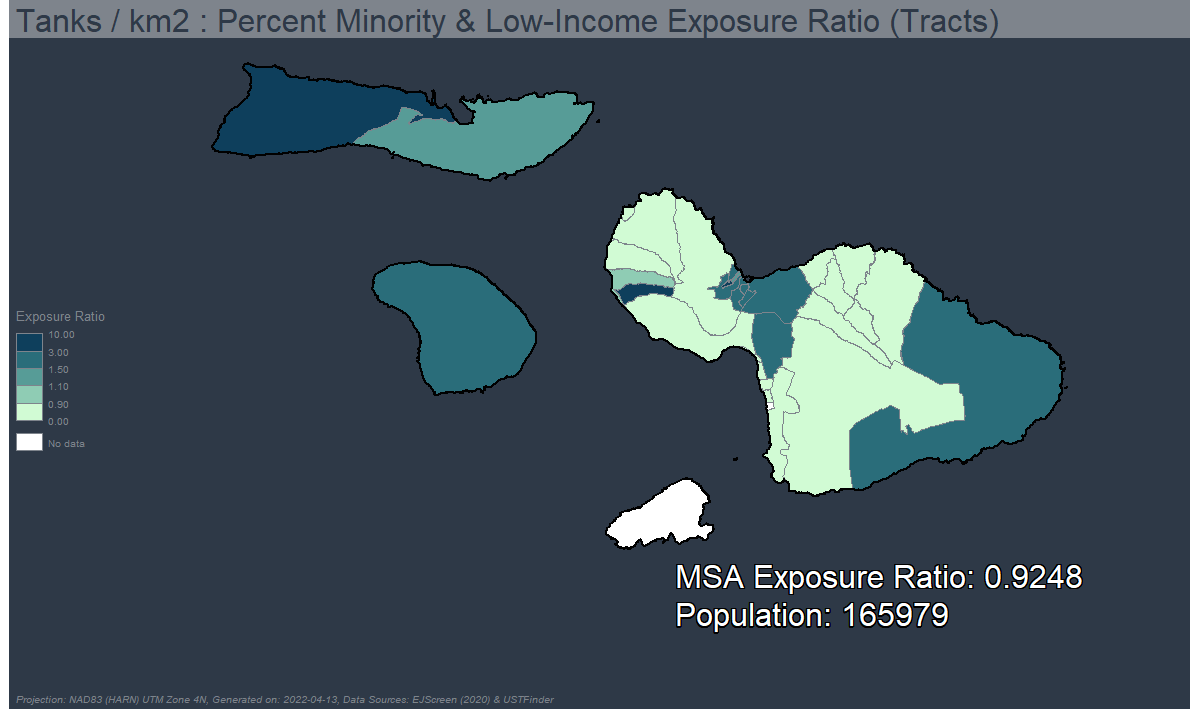 Tanks / km2 : Percent Minority & Low-Income Exposure Ratio (Tracts)
Exposure Ratio
10.00
3.00
1.50
1.10
0.90
0.00
No data
MSA Exposure Ratio: 0.9248
Population: 165979
Projection: NAD83 (HARN) UTM Zone 4N, Generated on: 2022-04-13, Data Sources: EJScreen (2020) & USTFinder